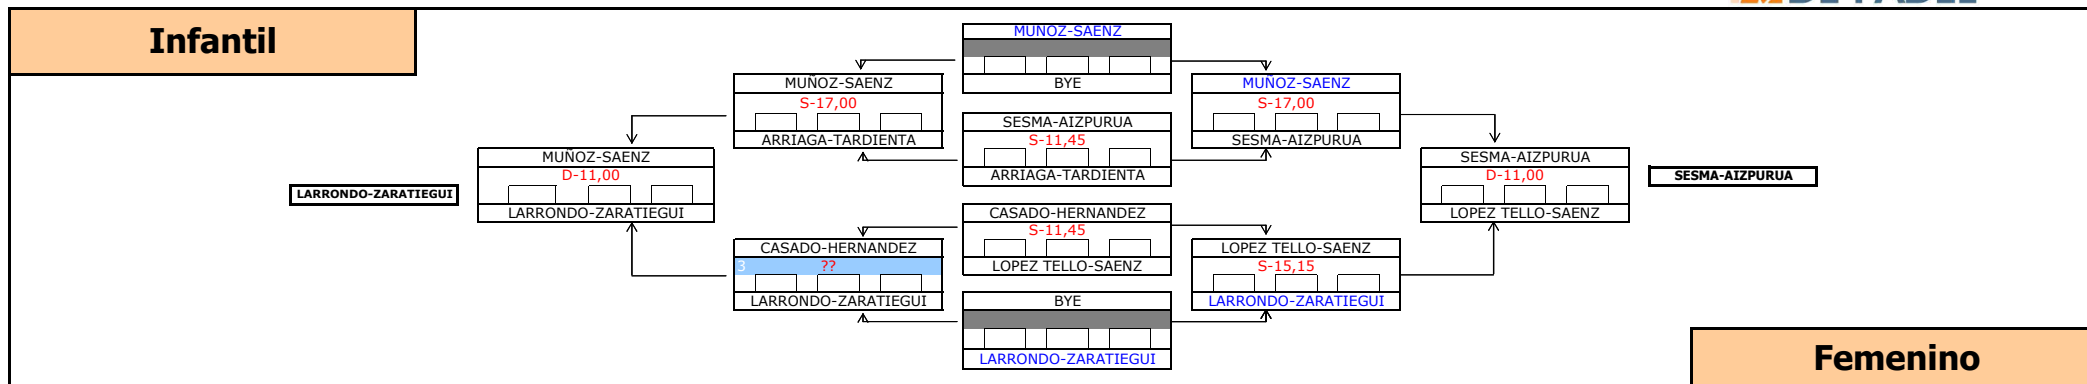 Infantil
MUÑOZ-SAENZ
BYE
MUÑOZ-SAENZ
S-17,00
ARRIAGA-TARDIENTA
MUÑOZ-SAENZ
S-17,00
SESMA-AIZPURUA
SESMA-AIZPURUA
S-11,45
ARRIAGA-TARDIENTA
MUÑOZ-SAENZ
D-11,00
LARRONDO-ZARATIEGUI
LARRONDO-ZARATIEGUI
SESMA-AIZPURUA
D-11,00
LOPEZ TELLO-SAENZ
SESMA-AIZPURUA
CASADO-HERNANDEZ
S-11,45
LOPEZ TELLO-SAENZ
CASADO-HERNANDEZ
3 ??
LARRONDO-ZARATIEGUI
LOPEZ TELLO-SAENZ
S-15,15
LARRONDO-ZARATIEGUI
BYE
LARRONDO-ZARATIEGUI
Femenino